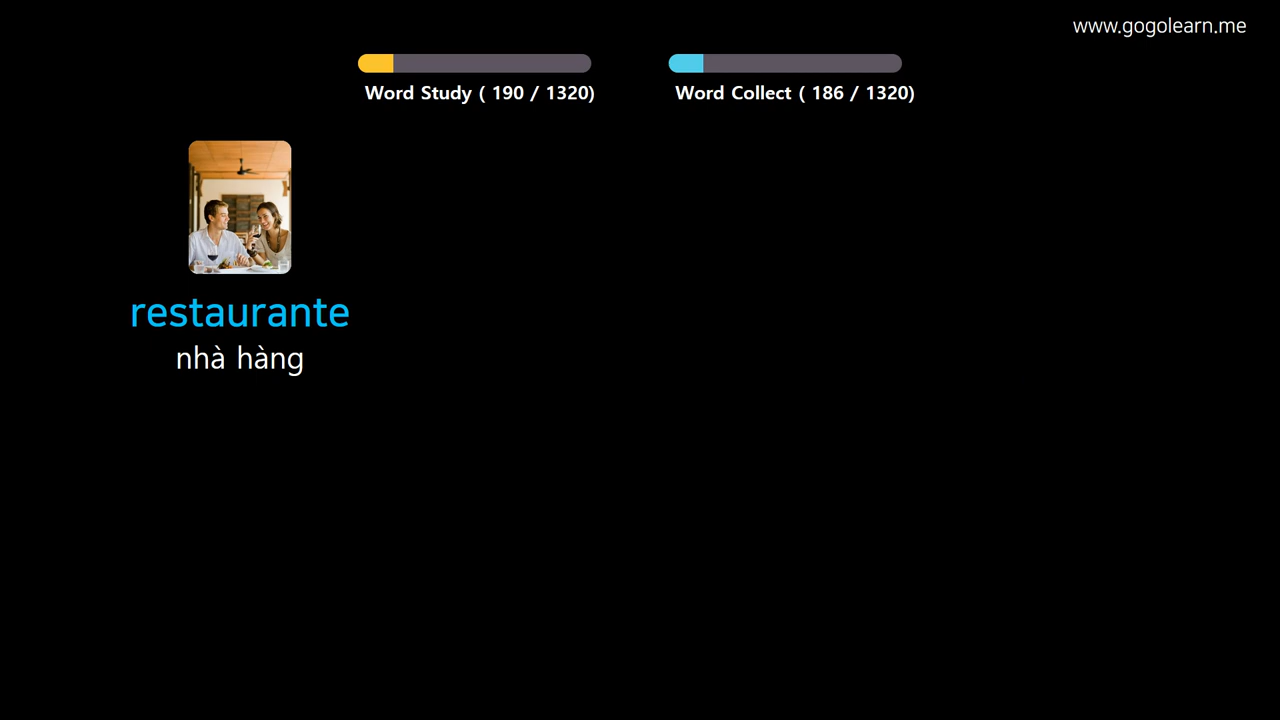 www.gogolearn.me
Word Study ( 190 / 1320)
Word Collect ( 186 / 1320)
restaurante
nhà hàng